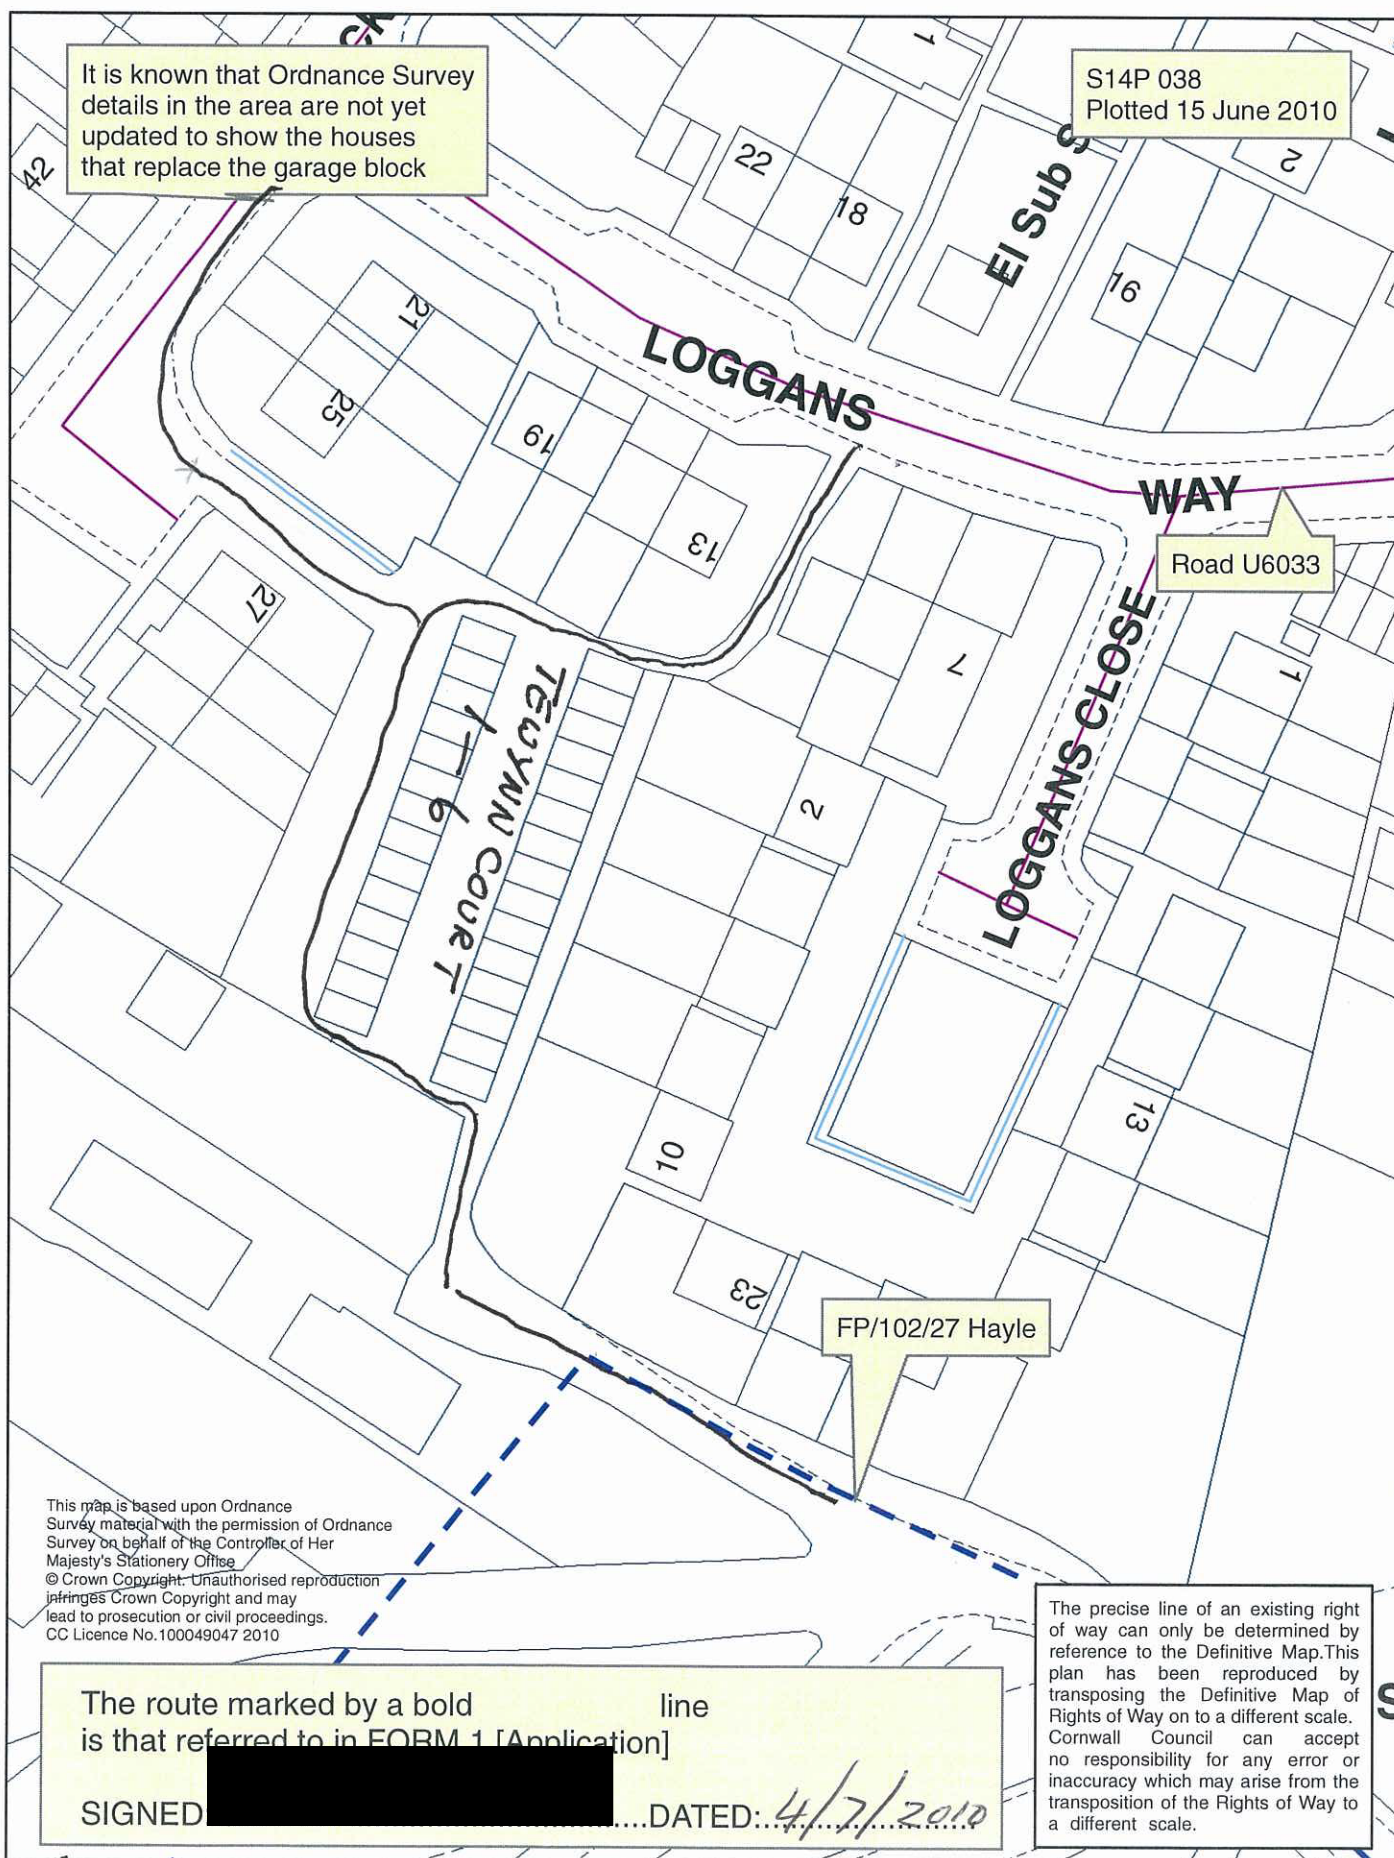 CK
It is known that Ordnance Survey
details in the area are not yet
updated to show the houses
that replace the garage block
S14P 038
Plotted 15 June 2010
1
42
22
18
El Sub S
2
16
21
25
19
13
LOGGANS
WAY
Road U6033
27
7
1
LOGGANS CLOSE
TEWYNN COURT
1-6
2
10
13
23
FP/102/27 Hayle
This map is based upon Ordnance
Survey material with the permission of Ordnance
Survey on behalf of the Controller of Her
Majesty's Stationery Office
© Crown Copyright. Unauthorised reproduction
infringes Crown Copyright and may
lead to prosecution or civil proceedings.
CC Licence No.100049047 2010
The precise line of an existing right
of way can only be determined by
reference to the Definitive Map.This
plan has been reproduced by
transposing the Definitive Map of
Rights of Way on to a different scale.
Cornwall Council can accept
no responsibility for any error or
inaccuracy which may arise from the
transposition of the Rights of Way to
a different scale.
S
The route marked by a bold line
is that referred to in FORM 1 [Application]
SIGNED ....DATED:4/7/2010